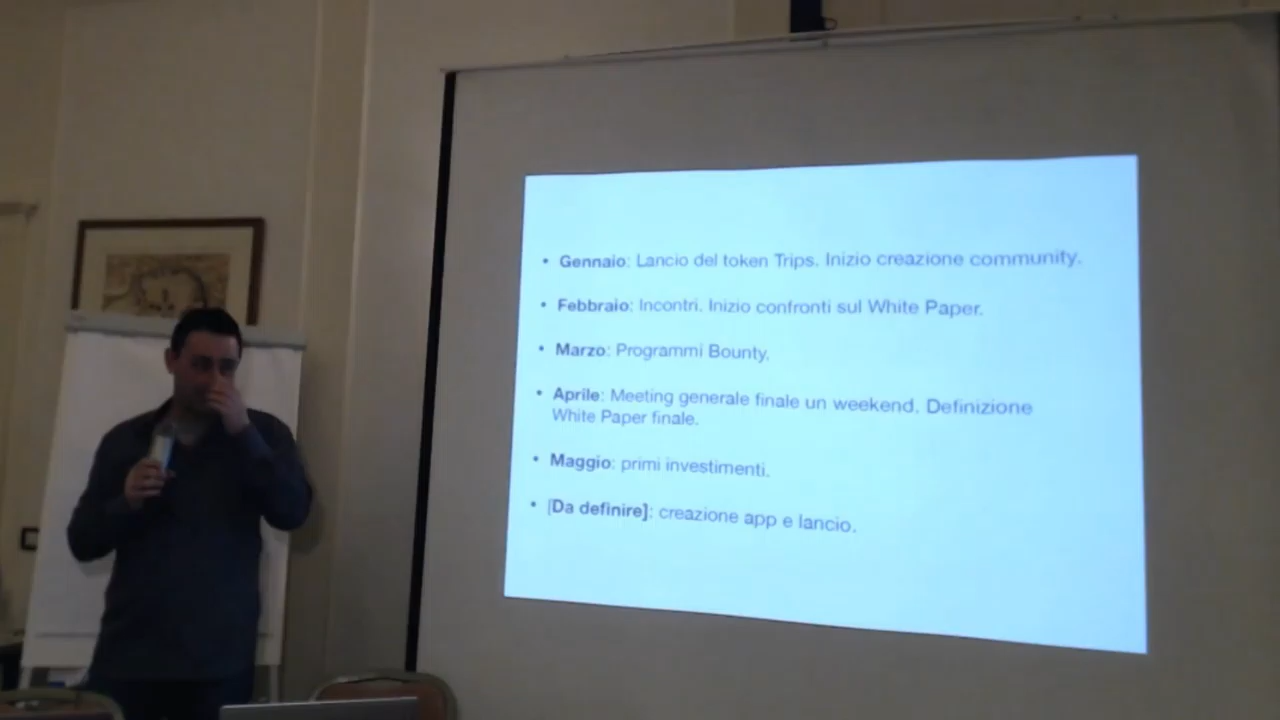 • Gennaio: Lancio del token Trips. Inizio creazione community.
• Febbraio: Incontri. Inizio confronti sul White Paper.
• Marzo: Programmi Bounty.
• Aprile: Meeting generale finale un weekend. Definizione
White Paper finale.
• Maggio: primi investimenti.
• [Da definire]: creazione app e lancio.